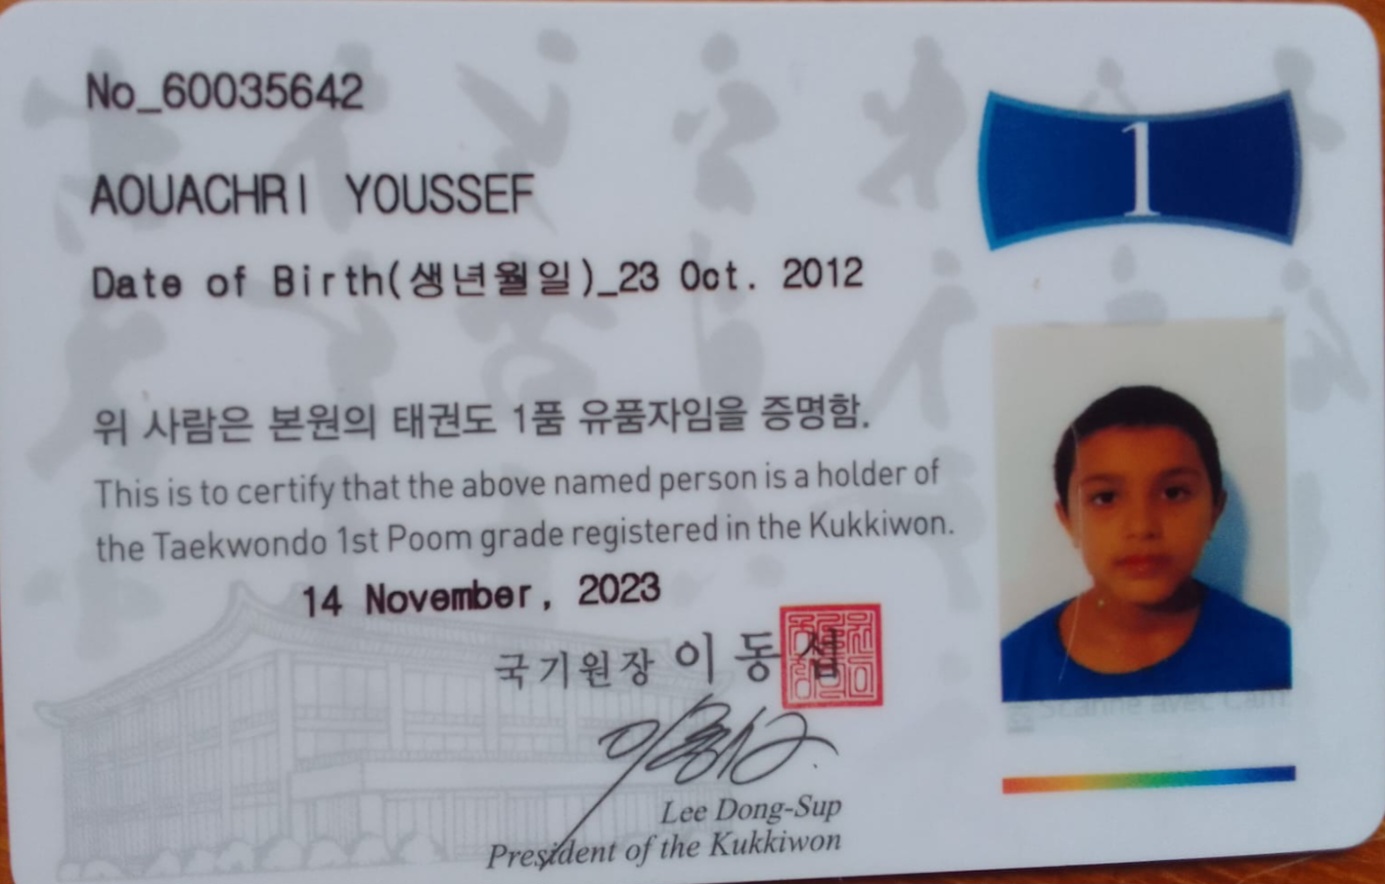 No_60035642
1
AOUACHRI YOUSSEF
Date of Birth(생년월일)_23 Oct. 2012
위 사람은 본원의 태권도 1품 유품자임을 증명함.
This is to certify that the above named person is a holder of
the Taekwondo 1st Poom grade registered in the Kukkiwon.
14 November, 2023
국기원장 이동섭
Scanné avec Cam
Lee Dong-Sup
President of the Kukkiwon